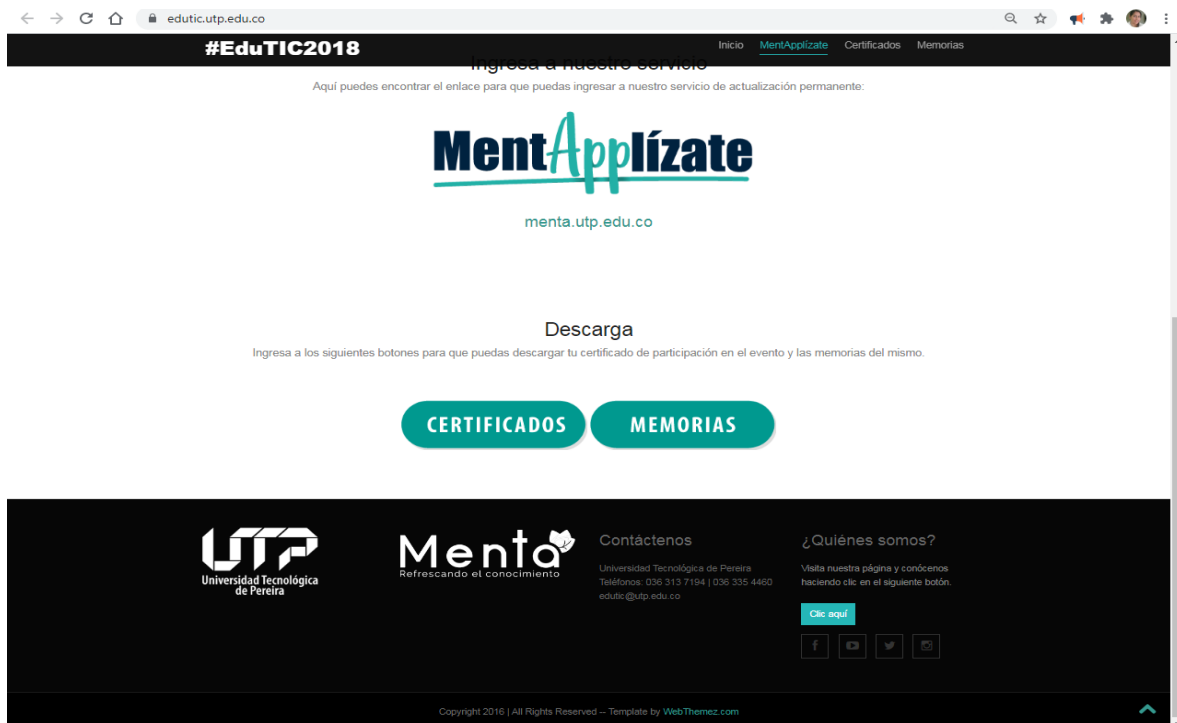 edutic.utp.edu.co
#EduTIC2018
Inicio MentApplízate Certificados Memorias
Ingresa a nuestro servicio
Aquí puedes encontrar el enlace para que puedas ingresar a nuestro servicio de actualización permanente:
MentApplízate
menta.utp.edu.co
Descarga
Ingresa a los siguientes botones para que puedas descargar tu certificado de participación en el evento y las memorias del mismo.
CERTIFICADOS MEMORIAS
UTP
Universidad Tecnológica
de Pereira
Menta
Refrescando el conocimiento
Contáctenos
Universidad Tecnológica de Pereira
Teléfonos: 036 313 7194 | 036 335 4460
edutic@utp.edu.co
¿Quiénes somos?
Visita nuestra página y conócenos
haciendo clic en el siguiente botón.
Clic aquí
Copyright 2016 | All Rights Reserved -- Template by WebThemez.com